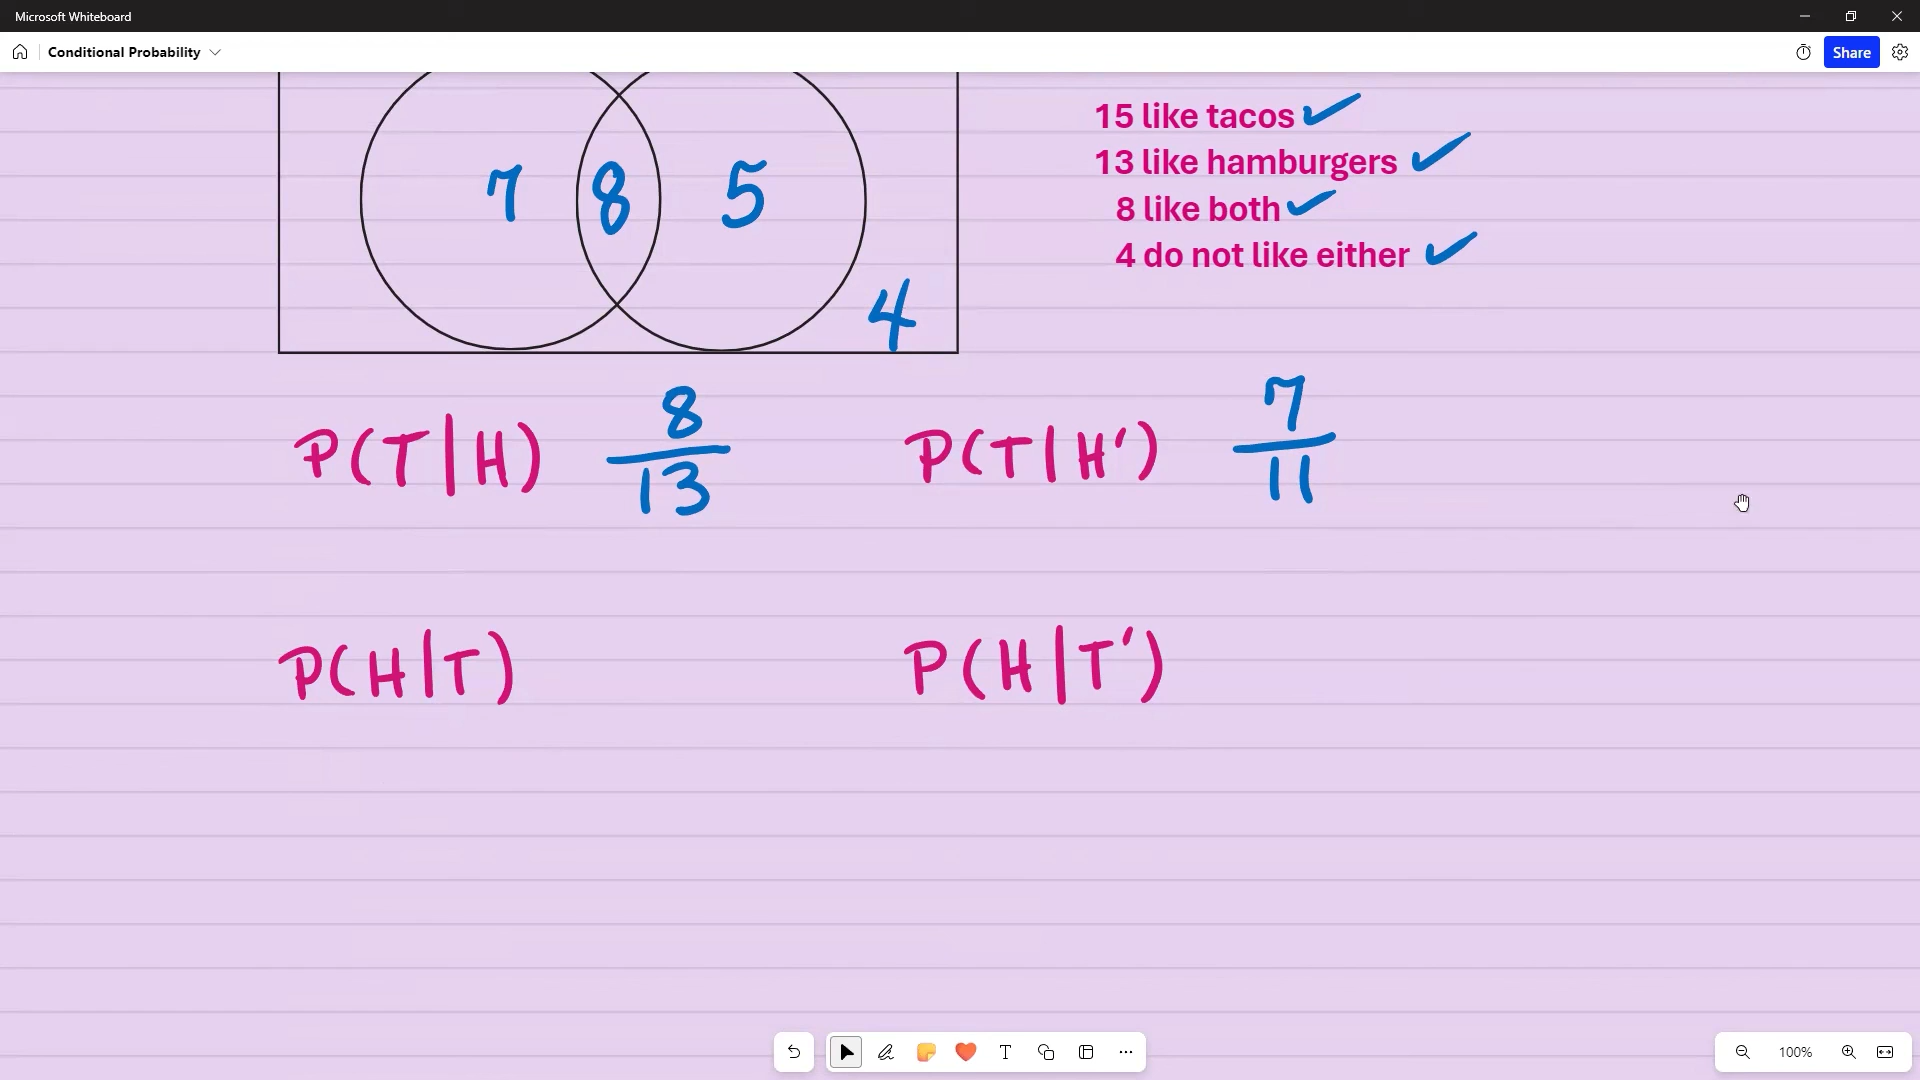 Microsoft Whiteboard
Conditional Probability
Share
15 like tacos
13 like hamburgers
8 like both
4 do not like either
7 8 5
4
P(T|H) 8/13
P(T|H') 7/11
P(H|T)
P(H|T')
T
100%